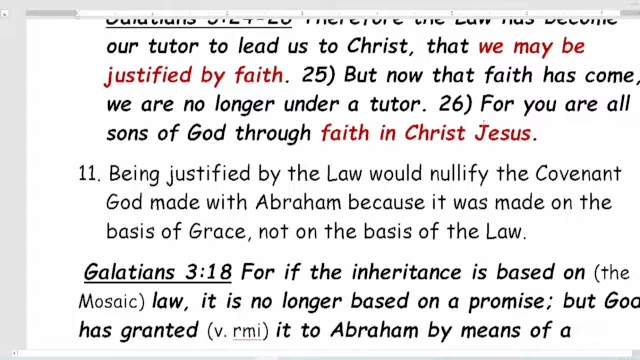 Galatians 3:24-26 Therefore the Law has become
our tutor to lead us to Christ, that we may be
justified by faith. 25) But now that faith has come,
we are no longer under a tutor. 26) For you are all
sons of God through faith in Christ Jesus.
11. Being justified by the Law would nullify the Covenant
God made with Abraham because it was made on the
basis of Grace, not on the basis of the Law.
Galatians 3:18 For if the inheritance is based on (the
Mosaic) law, it is no longer based on a promise; but God
has granted (v. rmi) it to Abraham by means of a